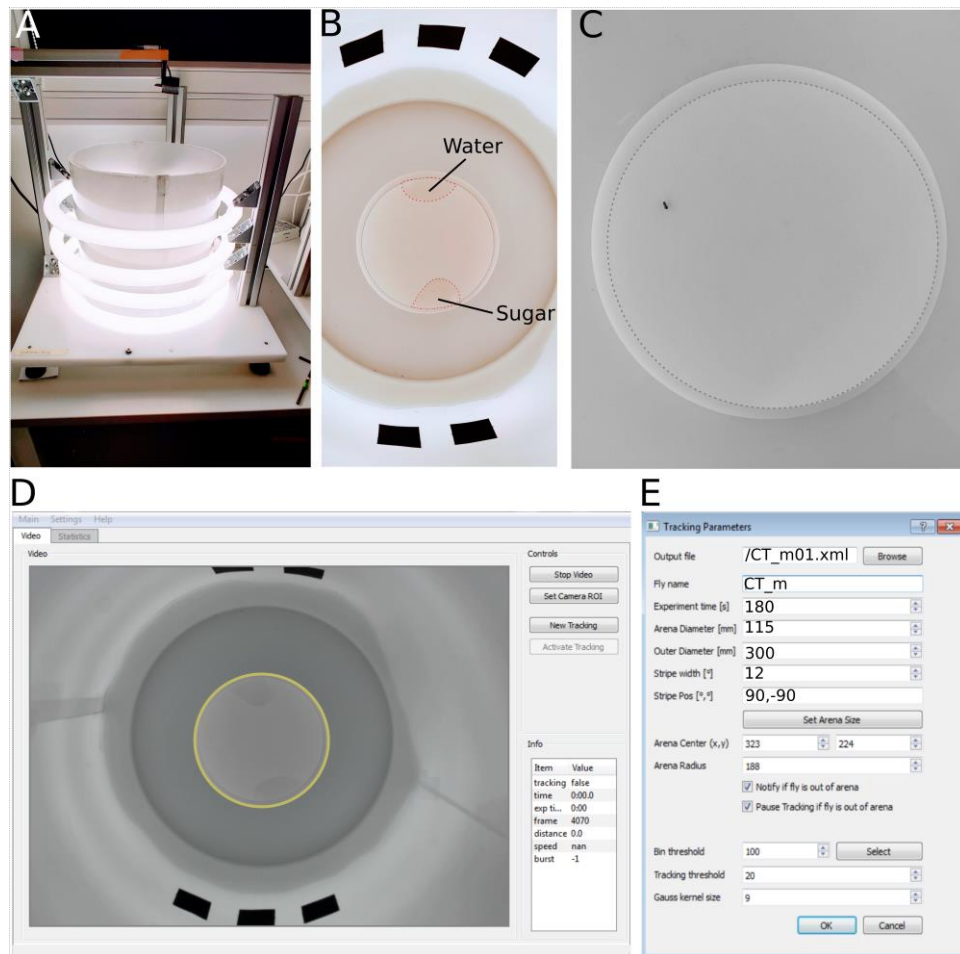 A
B
C
Water
Sugar
D
E
Main Settings Help
Video Statistics
Video
Controls
Stop Video
Set Camera ROI
New Tracking
Activate Tracking
Info
Item Value
tracking false
time 0:00.0
exp ti... 0:00
frame 4070
distance 0.0
speed nan
burst -1
Tracking Parameters
Output file /CT_m01.xml Browse
Fly name CT_m
Experiment time [s] 180
Arena Diameter [mm] 115
Outer Diameter [mm] 300
Stripe width [°] 12
Stripe Pos [°,°] 90,-90
Set Arena Size
Arena Center (x,y) 323 224
Arena Radius 188
Notify if fly is out of arena
Pause Tracking if fly is out of arena
Bin threshold 100 Select
Tracking threshold 20
Gauss kernel size 9
OK Cancel